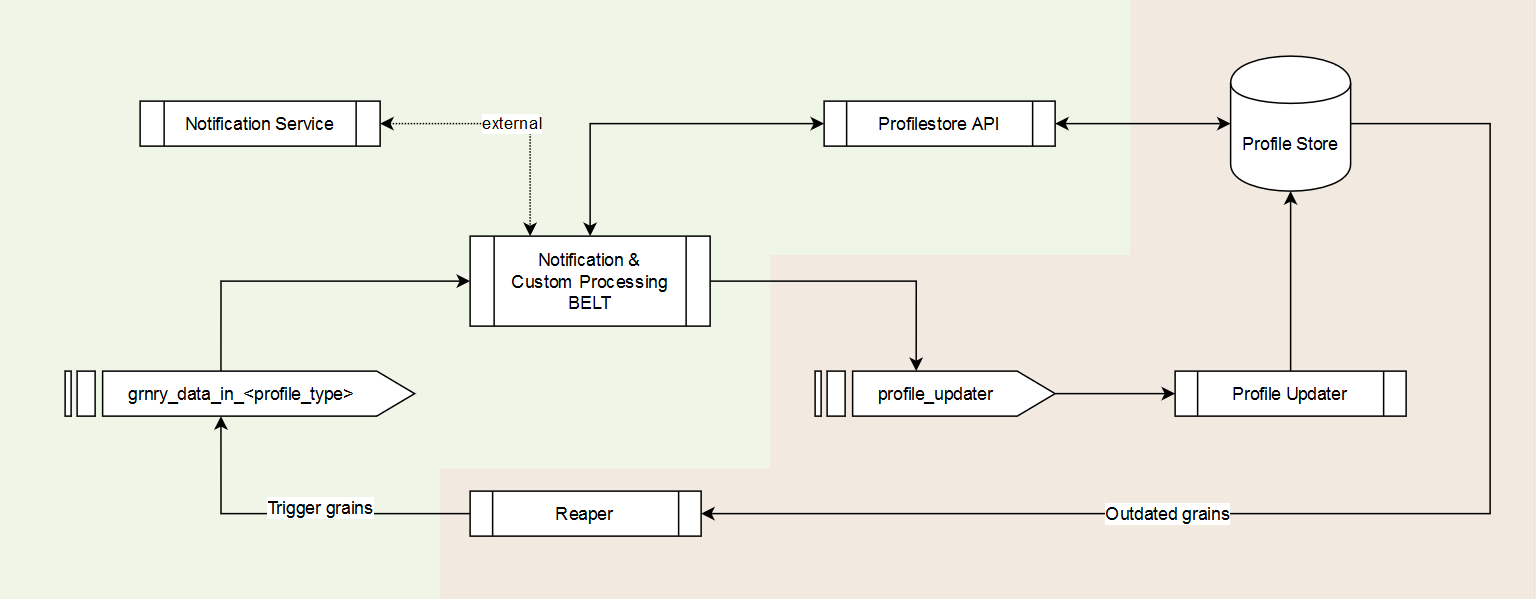 Notification Service
external
Profilestore API
Profile Store
Notification &
Custom Processing
BELT
grnry_data_in_<profile_type>
profile_updater
Profile Updater
Trigger grains
Reaper
Outdated grains